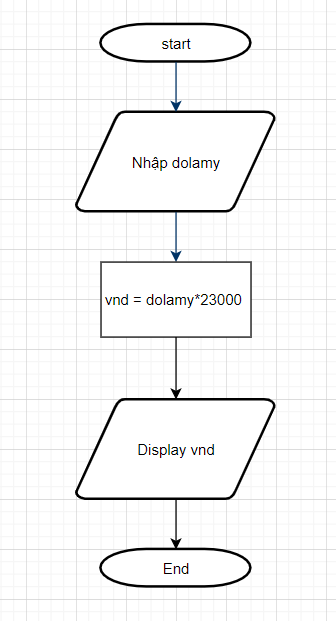 start
Nhập dolamy
vnd = dolamy*23000
Display vnd
End